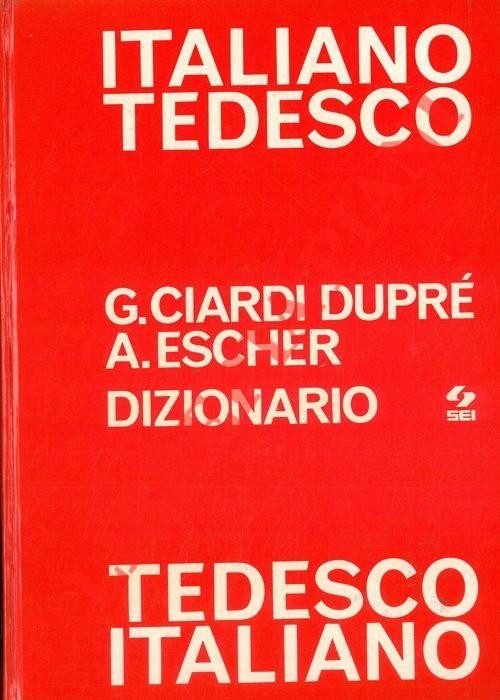 ITALIANO
TEDESCO
G.CIARDI DUPRÉ
A.ESCHER
DIZIONARIO
SEI
TEDESCO
ITALIANO